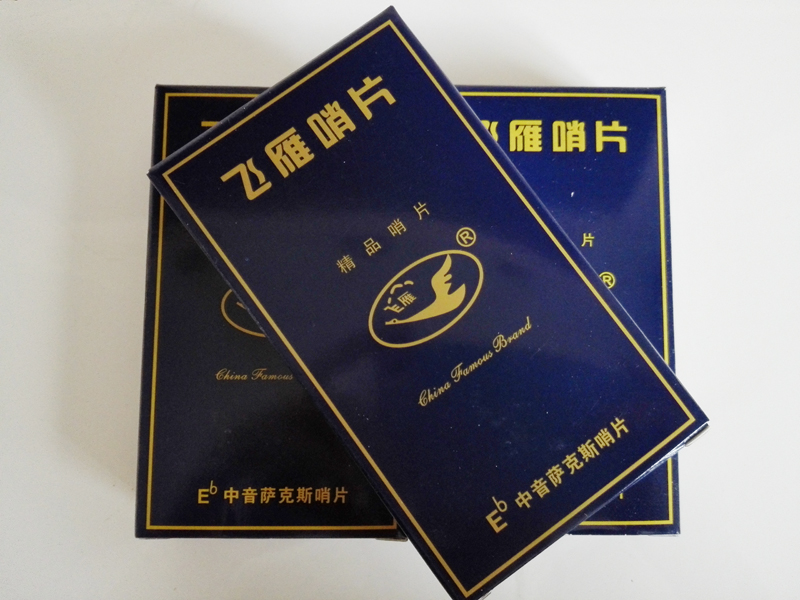 飞雁哨片
精品哨片
®
飞雁
China Famous Brand
E♭ 中音萨克斯哨片
China Famous
E♭ 中音萨克斯哨片
飞雁哨片
片
®